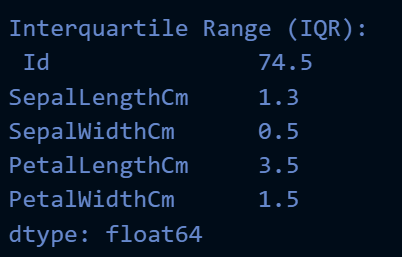 Interquartile Range (IQR):
 Id              74.5
SepalLengthCm     1.3
SepalWidthCm      0.5
PetalLengthCm     3.5
PetalWidthCm      1.5
dtype: float64